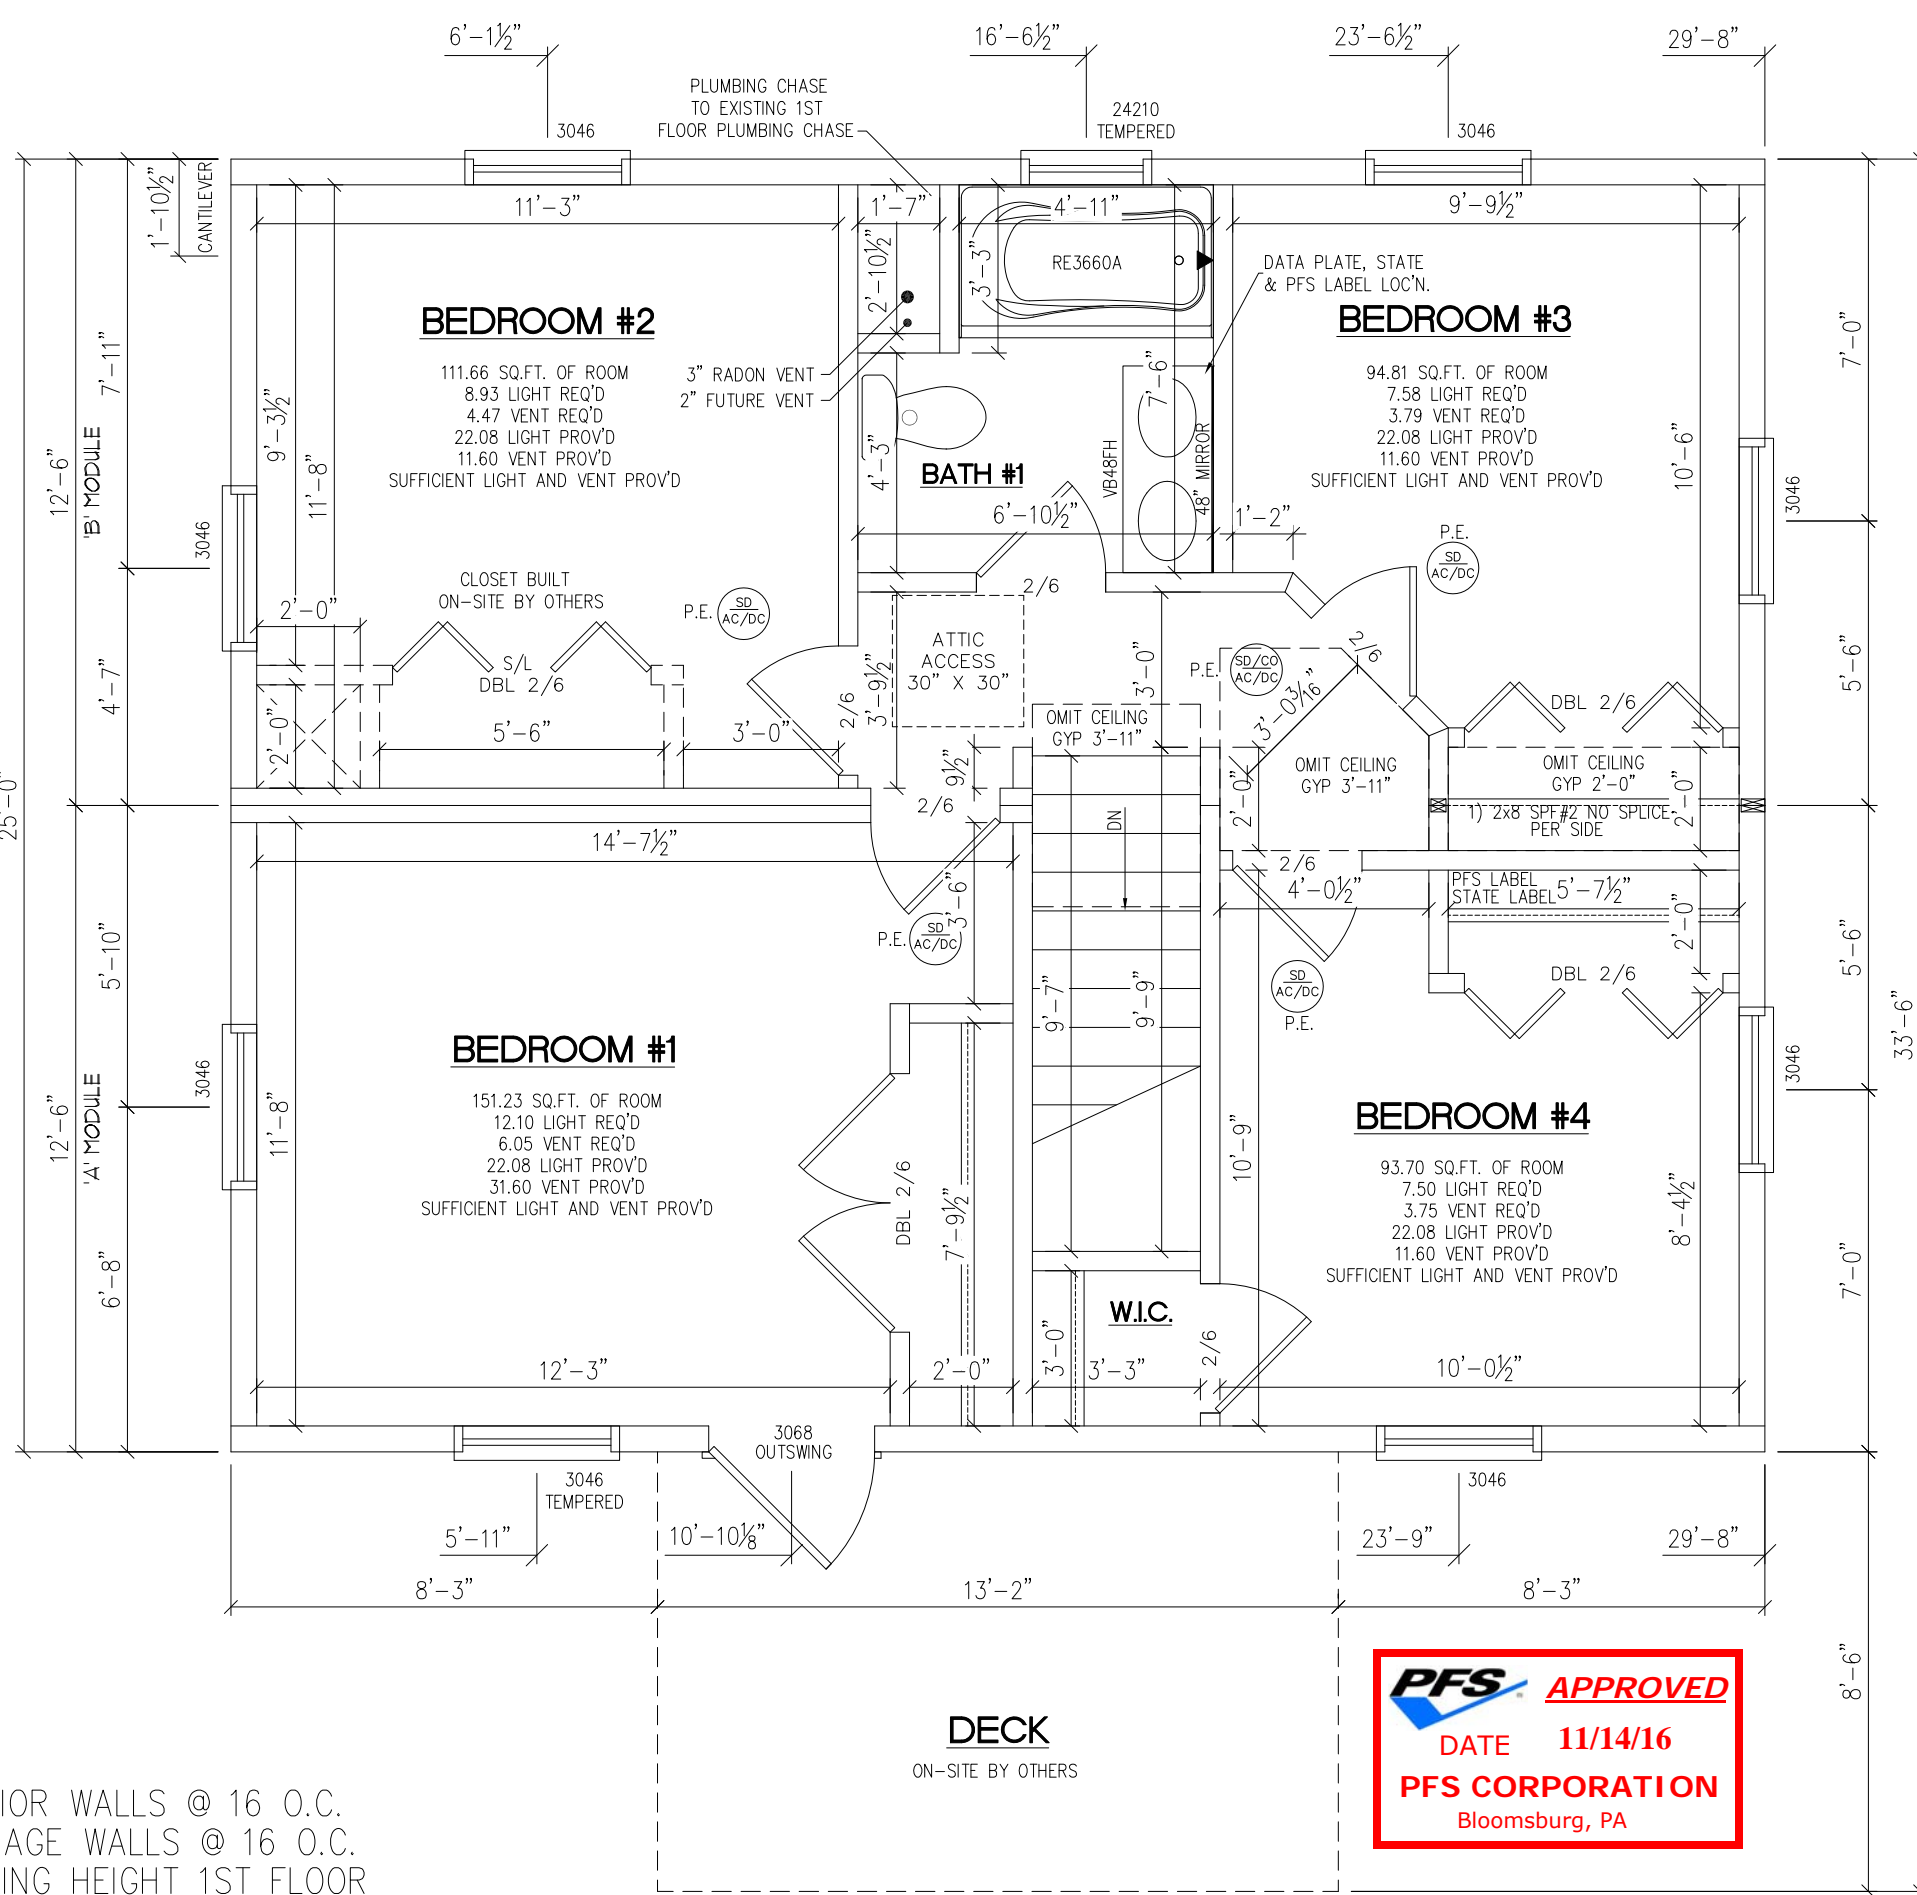 6'-1½"
16'-6½"
23'-6½"
29'-8"
PLUMBING CHASE
TO EXISTING 1ST
FLOOR PLUMBING CHASE
3046
24210
TEMPERED
3046
1'-10½"
CANTILEVER
11'-3"
1'-7"
4'-11"
9'-9½"
2'-10½"
3'-3"
RE3660A
DATA PLATE, STATE
& PFS LABEL LOC'N.
BEDROOM #2
111.66 SQ.FT. OF ROOM
8.93 LIGHT REQ'D
4.47 VENT REQ'D
22.08 LIGHT PROV'D
11.60 VENT PROV'D
SUFFICIENT LIGHT AND VENT PROV'D
3" RADON VENT
2" FUTURE VENT
BEDROOM #3
94.81 SQ.FT. OF ROOM
7.58 LIGHT REQ'D
3.79 VENT REQ'D
22.08 LIGHT PROV'D
11.60 VENT PROV'D
SUFFICIENT LIGHT AND VENT PROV'D
7'-11"
7'-0"
12'-6"
'B' MODULE
9'-3½"
11'-8"
7'-6"
4'-3"
BATH #1
VB48FH
48" MIRROR
10'-6"
3046
3046
6'-10½"
1'-2"
P.E.
SD
AC/DC
CLOSET BUILT
ON-SITE BY OTHERS
2'-0"
P.E.
SD
AC/DC
2/6
ATTIC
ACCESS
30" X 30"
S/L
DBL 2/6
2/6
3'-9½"
3'-0"
P.E.
SD/CO
AC/DC
2/6
3'-0 3/16"
4'-7"
5'-6"
DBL 2/6
2'-0"
5'-6"
3'-0"
OMIT CEILING
GYP 3'-11"
9½"
OMIT CEILING
GYP 3'-11"
OMIT CEILING
GYP 2'-0"
2'-0"
2'-0"
1) 2x8 SPF#2 NO SPLICE
PER SIDE
25'-0"
2/6
DN
14'-7½"
2/6
4'-0½"
PFS LABEL
STATE LABEL
5'-7½"
3'-6"
2'-0"
P.E.
SD
AC/DC
5'-10"
5'-6"
9'-7"
9'-9"
SD
AC/DC
P.E.
DBL 2/6
33'-6"
BEDROOM #1
151.23 SQ.FT. OF ROOM
12.10 LIGHT REQ'D
6.05 VENT REQ'D
22.08 LIGHT PROV'D
31.60 VENT PROV'D
SUFFICIENT LIGHT AND VENT PROV'D
3046
3046
12'-6"
'A' MODULE
11'-8"
DBL 2/6
7'-9½"
10'-9"
BEDROOM #4
93.70 SQ.FT. OF ROOM
7.50 LIGHT REQ'D
3.75 VENT REQ'D
22.08 LIGHT PROV'D
11.60 VENT PROV'D
SUFFICIENT LIGHT AND VENT PROV'D
8'-4½"
6'-8"
7'-0"
W.I.C.
3'-0"
2/6
12'-3"
2'-0"
3'-3"
10'-0½"
3068
OUTSWING
3046
TEMPERED
3046
5'-11"
10'-10⅛"
23'-9"
29'-8"
8'-3"
13'-2"
8'-3"
8'-6"
DECK
ON-SITE BY OTHERS
PFS APPROVED
DATE 11/14/16
PFS CORPORATION
Bloomsburg, PA
IOR WALLS @ 16 O.C.
AGE WALLS @ 16 O.C.
ING HEIGHT 1ST FLOOR